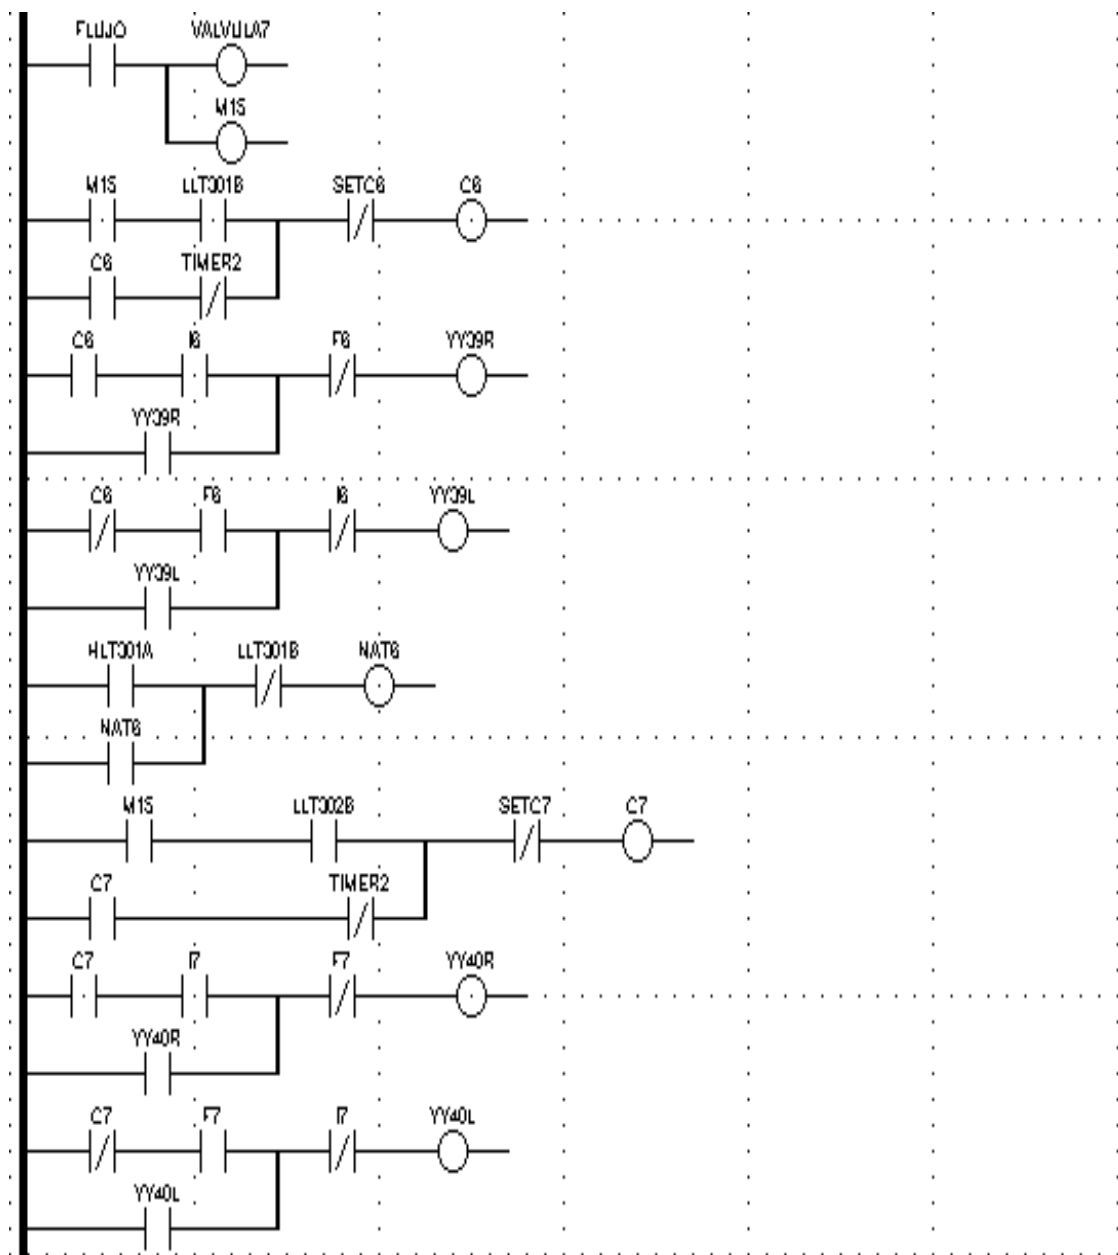 FLUJO VALVULA7
M15
M15 LLT301B SETC6 C6
C6 TIMER2
C6 I6 F6 YY39R
YY39R
C6 F6 I6 YY39L
YY39L
HLT301A LLT301B NAT6
NAT6
M15 LLT302B SETC7 C7
C7 TIMER2
C7 I7 F7 YY40R
YY40R
C7 F7 I7 YY40L
YY40L